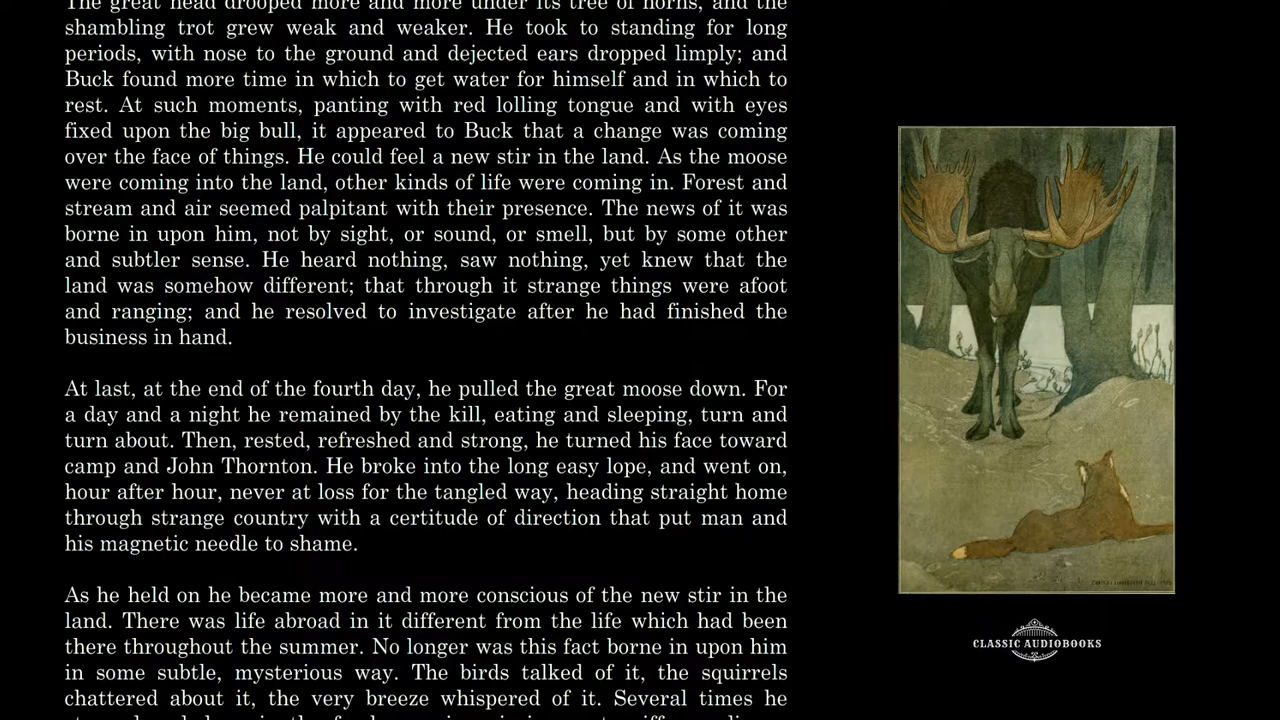 The great head drooped more and more under its tree of horns, and the
shambling trot grew weak and weaker. He took to standing for long
periods, with nose to the ground and dejected ears dropped limply; and
Buck found more time in which to get water for himself and in which to
rest. At such moments, panting with red lolling tongue and with eyes
fixed upon the big bull, it appeared to Buck that a change was coming
over the face of things. He could feel a new stir in the land. As the moose
were coming into the land, other kinds of life were coming in. Forest and
stream and air seemed palpitant with their presence. The news of it was
borne in upon him, not by sight, or sound, or smell, but by some other
and subtler sense. He heard nothing, saw nothing, yet knew that the
land was somehow different; that through it strange things were afoot
and ranging; and he resolved to investigate after he had finished the
business in hand.
At last, at the end of the fourth day, he pulled the great moose down. For
a day and a night he remained by the kill, eating and sleeping, turn and
turn about. Then, rested, refreshed and strong, he turned his face toward
camp and John Thornton. He broke into the long easy lope, and went on,
hour after hour, never at loss for the tangled way, heading straight home
through strange country with a certitude of direction that put man and
his magnetic needle to shame.
As he held on he became more and more conscious of the new stir in the
land. There was life abroad in it different from the life which had been
there throughout the summer. No longer was this fact borne in upon him
in some subtle, mysterious way. The birds talked of it, the squirrels
chattered about it, the very breeze whispered of it. Several times he
CLASSIC AUDIOBOOKS